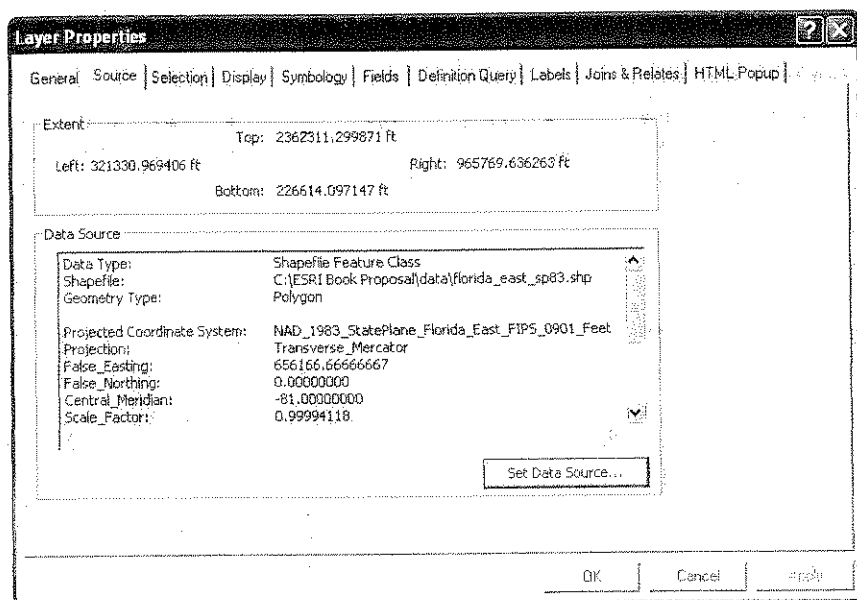 Layer Properties
General Source Selection Display Symbology Fields Definition Query Labels Joins & Relates HTML Popup
Extent
Top: 2362311.299871 ft
Left: 321330.969406 ft Right: 965769.636263 ft
Bottom: 226614.097147 ft
Data Source
Data Type: Shapefile Feature Class
Shapefile: C:\ESRI Book Proposal\data\florida_east_sp83.shp
Geometry Type: Polygon
Projected Coordinate System: NAD_1983_StatePlane_Florida_East_FIPS_0901_Feet
Projection: Transverse_Mercator
False_Easting: 656166.66666667
False_Northing: 0.00000000
Central_Meridian: -81.00000000
Scale_Factor: 0.99994118
Set Data Source...
OK Cancel Apply